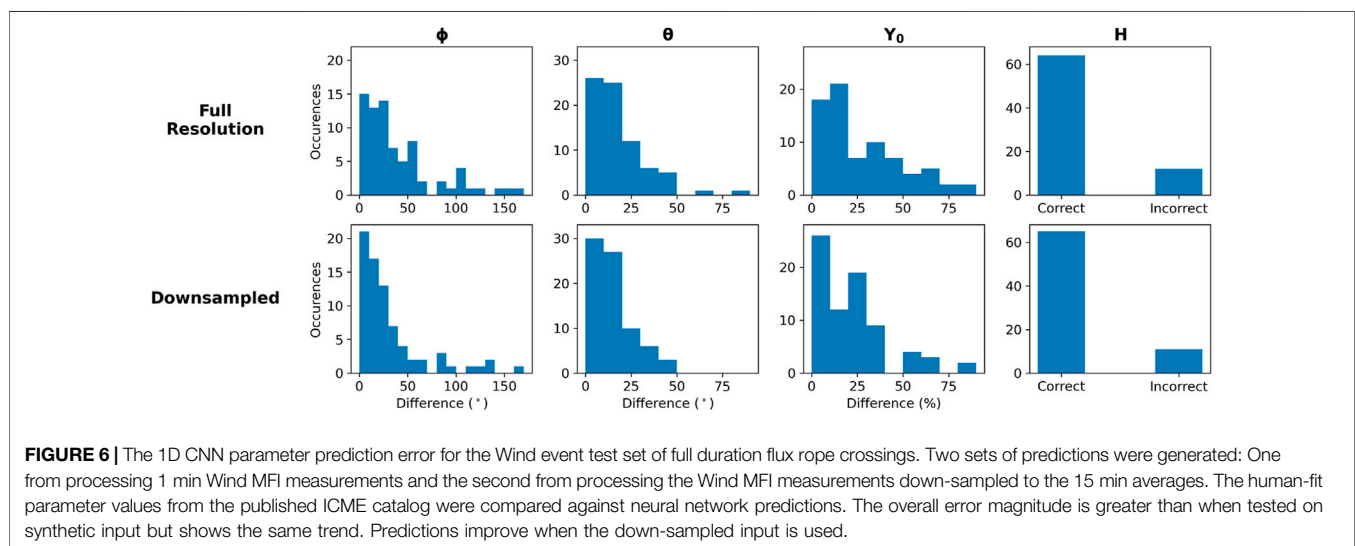 ϕ θ Y₀ H
Full
Resolution
Occurences
20
15
10
5
0
0 50 100 150
30
20
10
0
0 25 50 75
20
10
0
0 25 50 75
60
40
20
0
Correct Incorrect
Downsampled
Occurences
20
15
10
5
0
0 50 100 150
Difference (°)
30
20
10
0
0 25 50 75
Difference (°)
20
10
0
0 25 50 75
Difference (%)
60
40
20
0
Correct Incorrect
FIGURE 6 | The 1D CNN parameter prediction error for the Wind event test set of full duration flux rope crossings. Two sets of predictions were generated: One
from processing 1 min Wind MFI measurements and the second from processing the Wind MFI measurements down-sampled to the 15 min averages. The human-fit
parameter values from the published ICME catalog were compared against neural network predictions. The overall error magnitude is greater than when tested on
synthetic input but shows the same trend. Predictions improve when the down-sampled input is used.